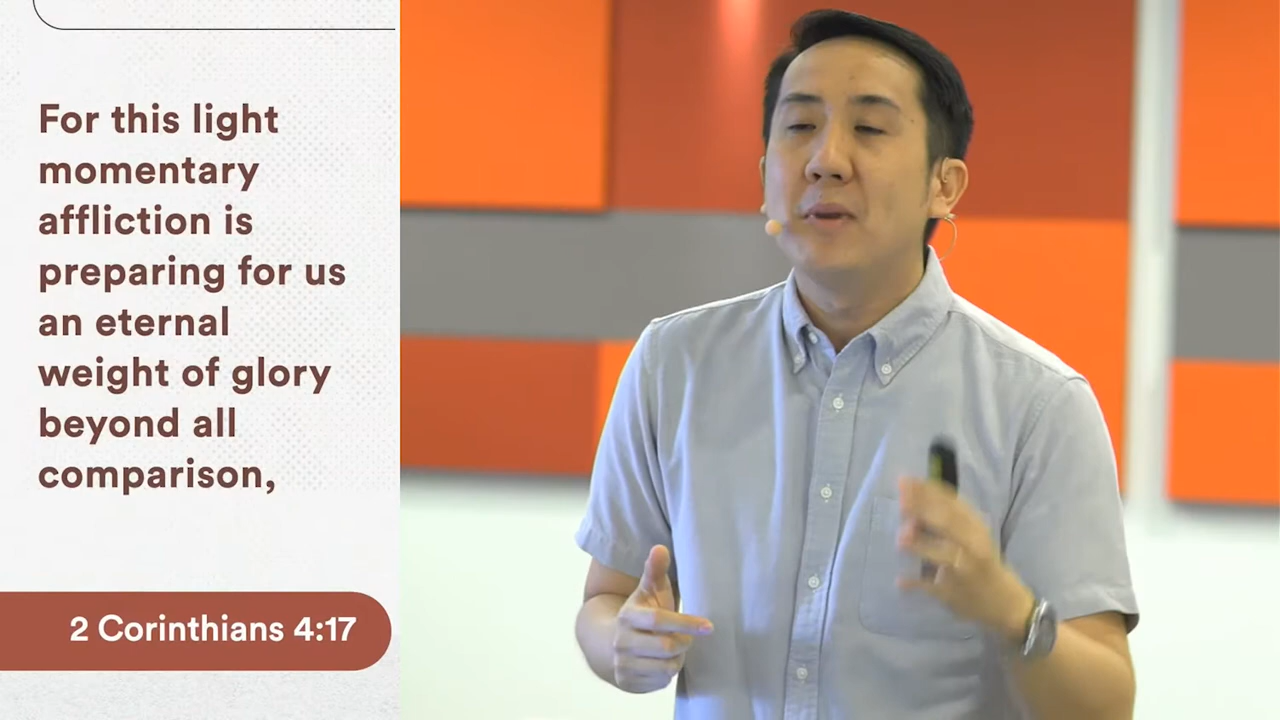 For this light
momentary
affliction is
preparing for us
an eternal
weight of glory
beyond all
comparison,
2 Corinthians 4:17